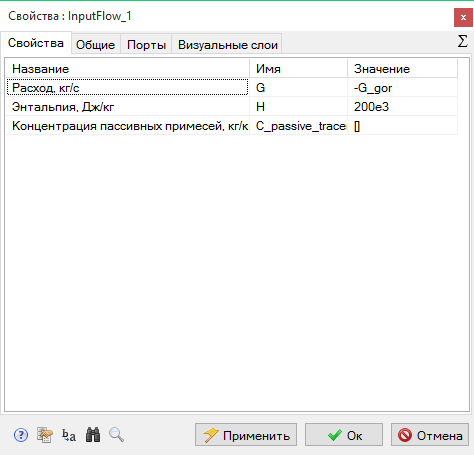 Свойства : InputFlow_1
x
Свойства Общие Порты Визуальные слои Σ
Название Имя Значение
Расход, кг/с G -G_gor
Энтальпия, Дж/кг H 200e3
Концентрация пассивных примесей, кг/к C_passive_tracer []
? b a Применить Ок Отмена